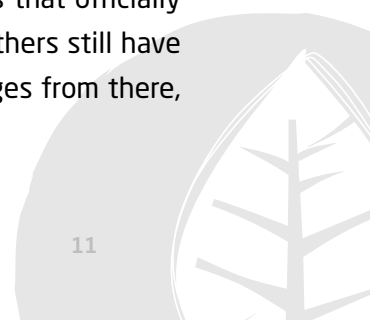 that officially
thers still have
ges from there,
11